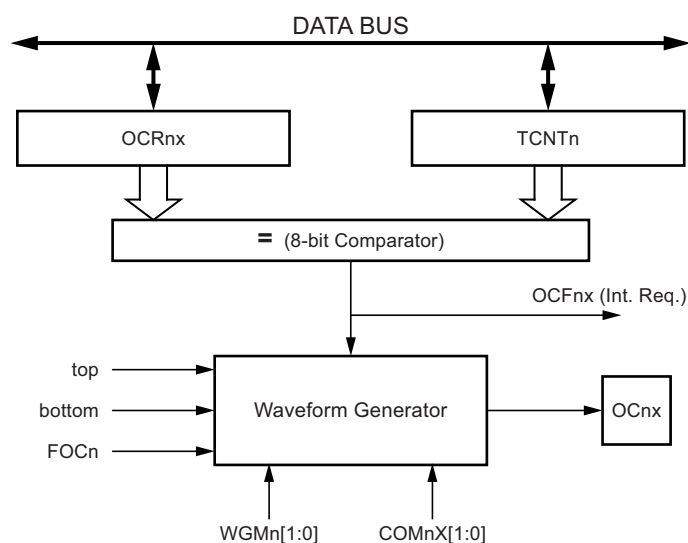 DATA BUS
OCRnx
TCNTn
= (8-bit Comparator)
OCFnx (Int. Req.)
top
bottom
FOCn
Waveform Generator
OCnx
WGMn[1:0]
COMnX[1:0]